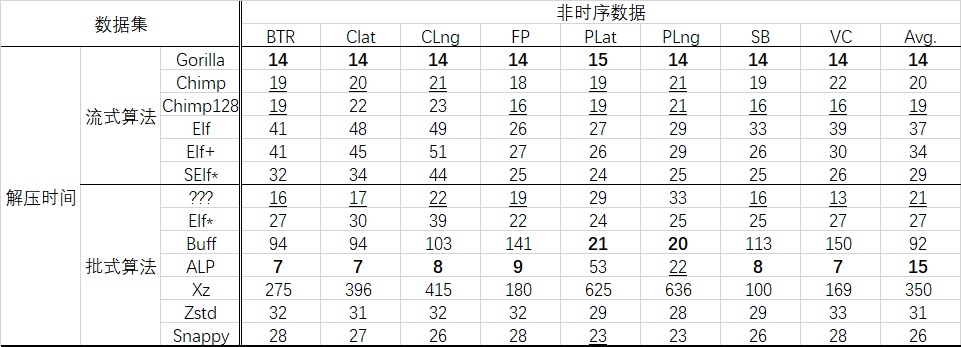 数据集 非时序数据
BTR Clat CLng FP PLat PLng SB VC Avg.
解压时间 流式算法 Gorilla 14 14 14 14 15 14 14 14 14
Chimp 19 20 21 18 19 21 19 22 20
Chimp128 19 22 23 16 19 21 16 16 19
Elf 41 48 49 26 27 29 33 39 37
Elf+ 41 45 51 27 26 29 26 30 34
SElf* 32 34 44 25 24 25 25 26 29
批式算法 ??? 16 17 22 19 29 33 16 13 21
Elf* 27 30 39 22 24 25 25 27 27
Buff 94 94 103 141 21 20 113 150 92
ALP 7 7 8 9 53 22 8 7 15
Xz 275 396 415 180 625 636 100 169 350
Zstd 32 31 32 32 29 28 29 33 31
Snappy 28 27 26 28 23 23 26 28 26